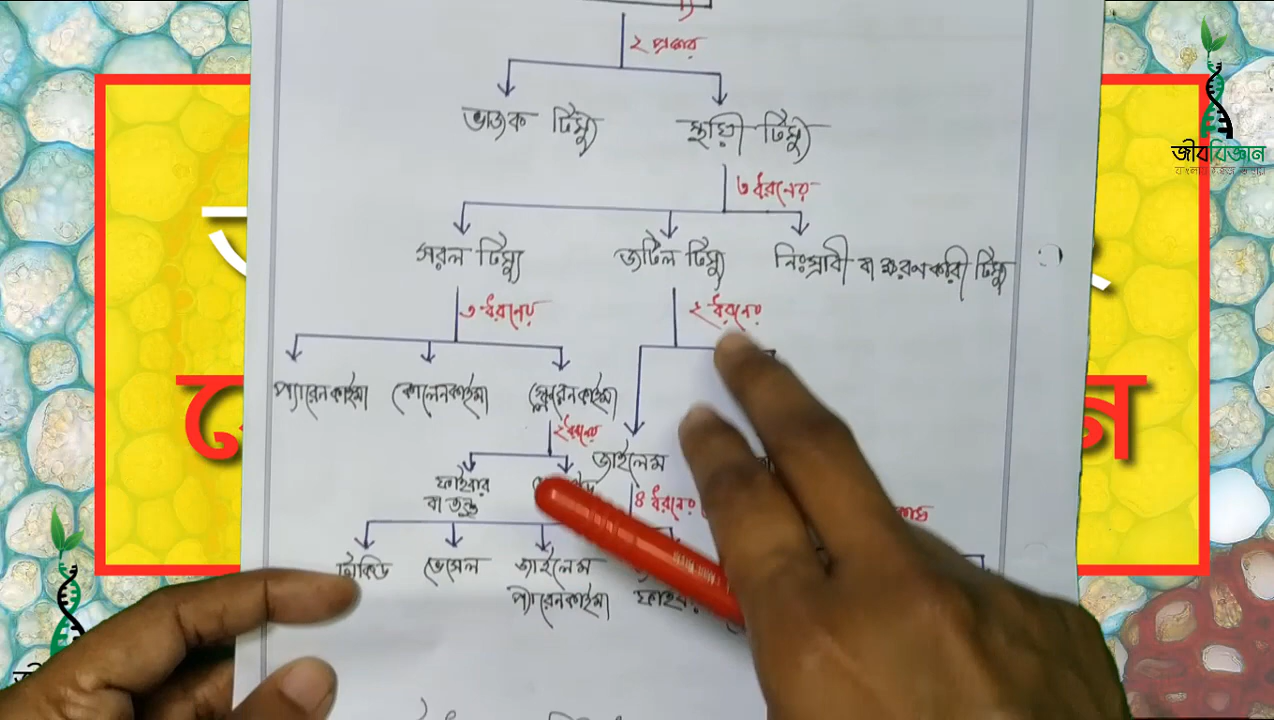 ২ প্রকার
ভাজক টিস্যু
স্থায়ী টিস্যু
৩ ধরনের
সরল টিস্যু
জটিল টিস্যু
নিঃস্রাবী বা ক্ষরণকারী টিস্যু
৩ ধরনের
২ ধরনের
প্যারেনকাইমা
কোলেনকাইমা
স্ক্লেরেনকাইমা
২ ধরনের
জাইলেম
ফাইবার
বা তন্তু
৪ ধরনের
ট্রাকিড
ভেসেল
জাইলেম
প্যারেনকাইমা
ফাইবার
জীববিজ্ঞান